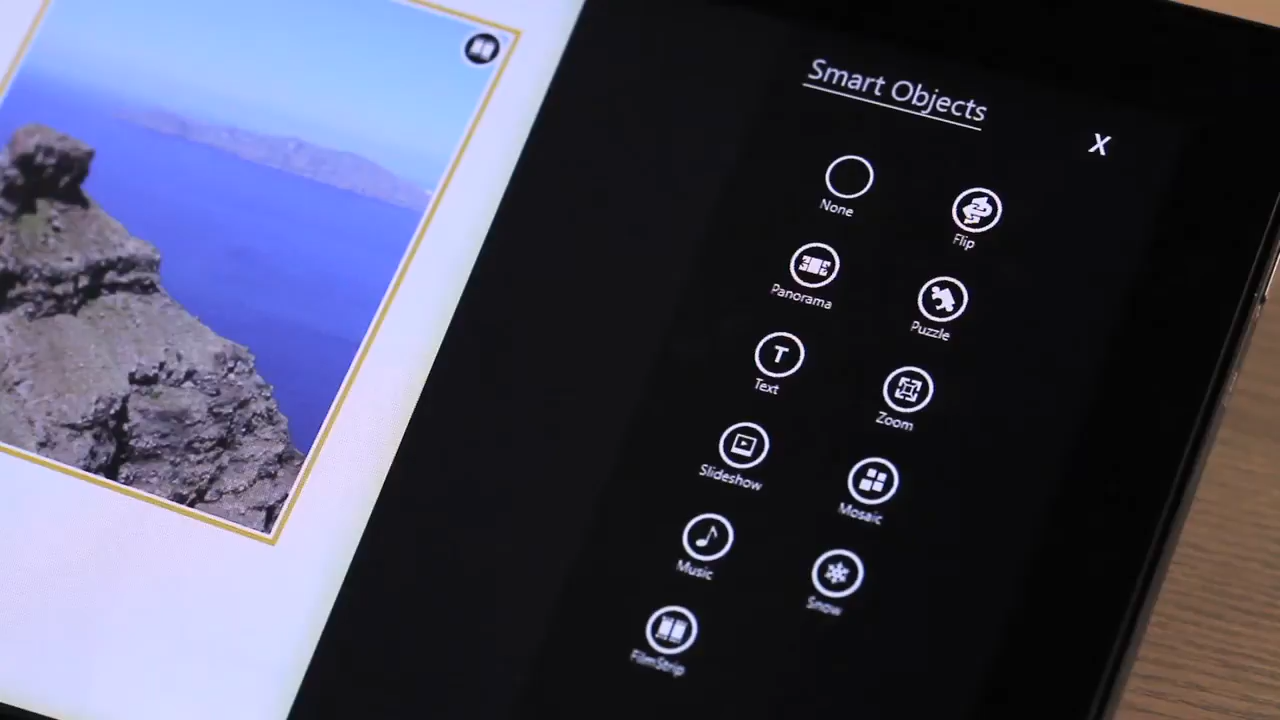 Smart Objects
X
None
Flip
Panorama
Puzzle
T
Text
Zoom
Slideshow
Mosaic
Music
Snow
FilmStrip